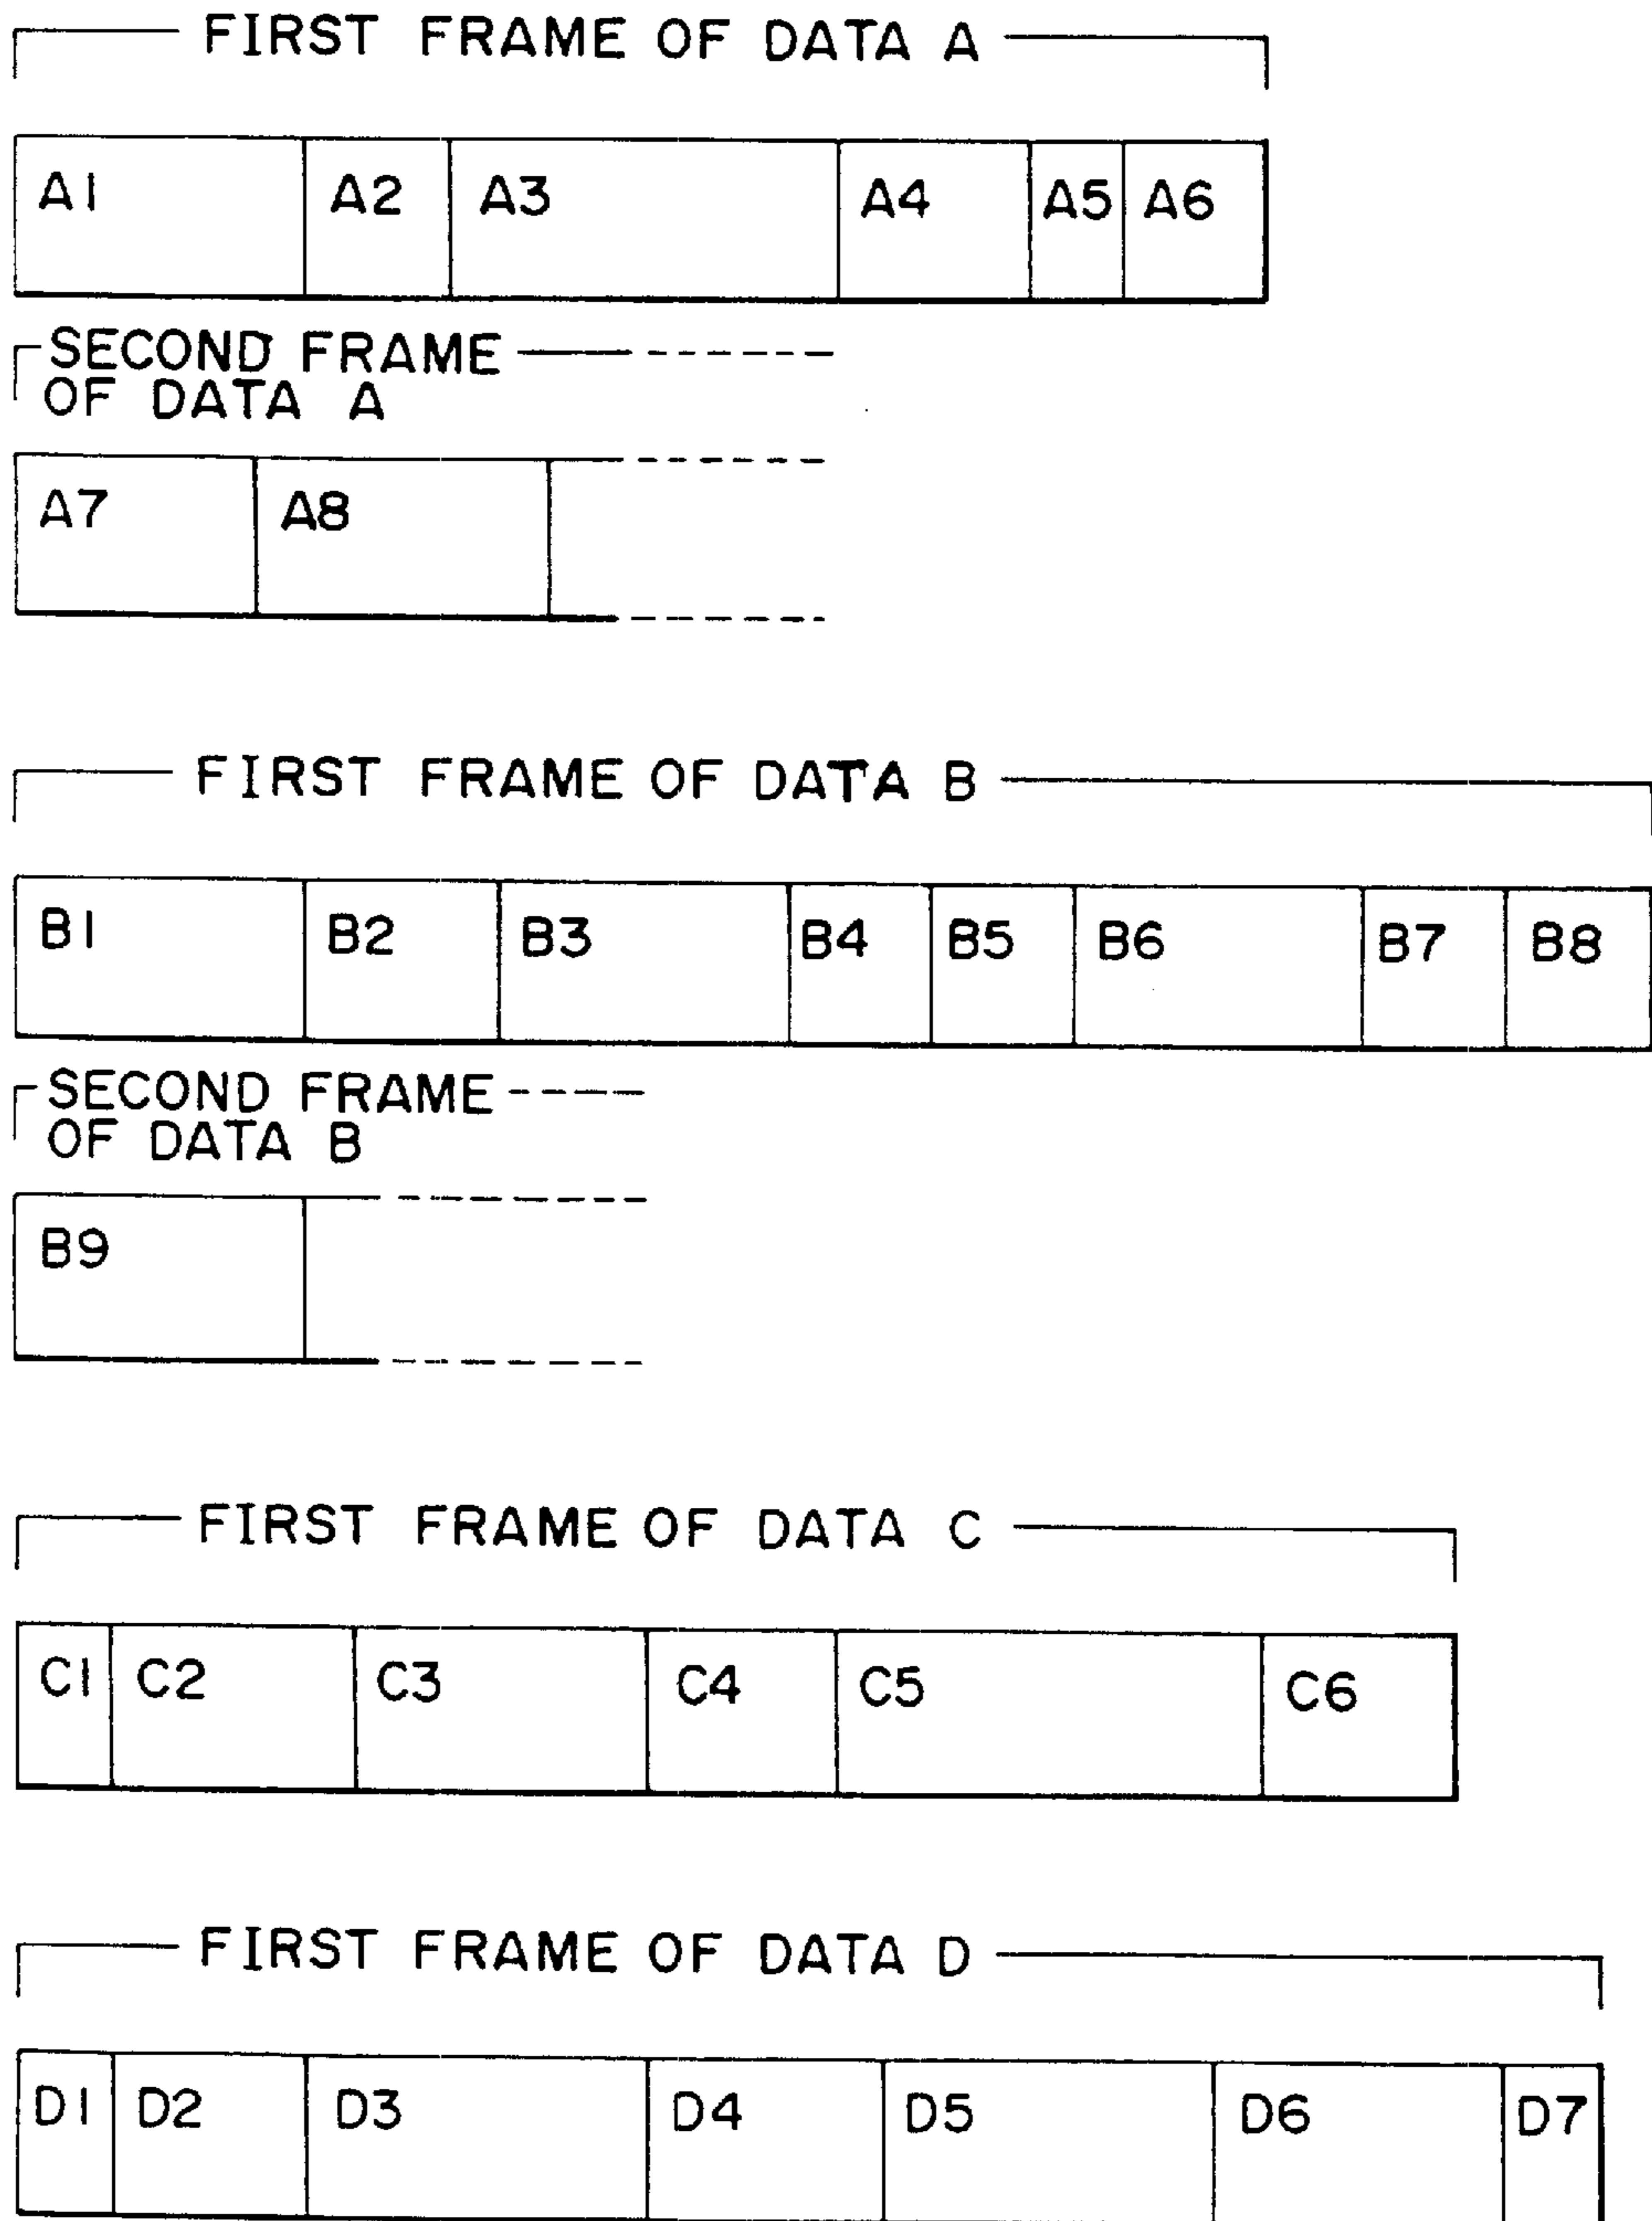 FIRST FRAME OF DATA A
A1 A2 A3 A4 A5 A6
SECOND FRAME
OF DATA A
A7 A8
FIRST FRAME OF DATA B
B1 B2 B3 B4 B5 B6 B7 B8
SECOND FRAME
OF DATA B
B9
FIRST FRAME OF DATA C
C1 C2 C3 C4 C5 C6
FIRST FRAME OF DATA D
D1 D2 D3 D4 D5 D6 D7